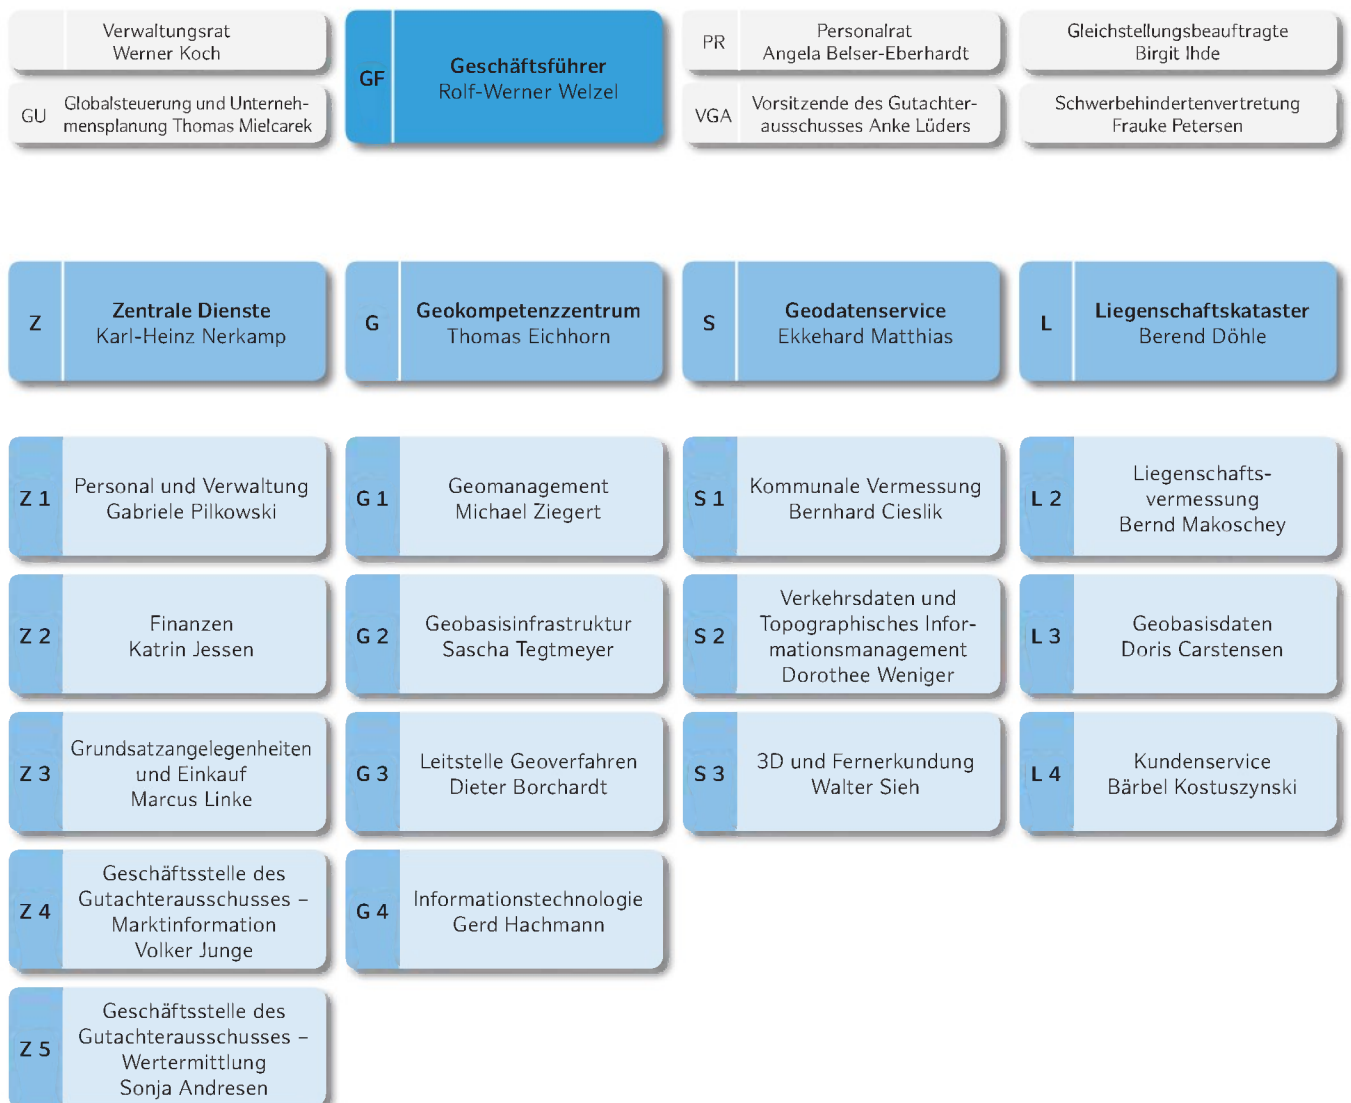 Verwaltungsrat
Werner Koch
GU
Globalsteuerung und Unterneh-
mensplanung Thomas Mielcarek
GF
Geschäftsführer
Rolf-Werner Welzel
PR
Personalrat
Angela Belser-Eberhardt
VGA
Vorsitzende des Gutachter-
ausschusses Anke Lüders
Gleichstellungsbeauftragte
Birgit Ihde
Schwerbehindertenvertretung
Frauke Petersen
Z
Zentrale Dienste
Karl-Heinz Nerkamp
G
Geokompetenzzentrum
Thomas Eichhorn
S
Geodatenservice
Ekkehard Matthias
L
Liegenschaftskataster
Berend Döhle
Z 1
Personal und Verwaltung
Gabriele Pilkowski
G 1
Geomanagement
Michael Ziegert
S 1
Kommunale Vermessung
Bernhard Cieslik
L 2
Liegenschafts-
vermessung
Bernd Makoschey
Z 2
Finanzen
Katrin Jessen
G 2
Geobasisinfrastruktur
Sascha Tegtmeyer
S 2
Verkehrsdaten und
Topographisches Infor-
mationsmanagement
Dorothee Weniger
L 3
Geobasisdaten
Doris Carstensen
Z 3
Grundsatzangelegenheiten
und Einkauf
Marcus Linke
G 3
Leitstelle Geoverfahren
Dieter Borchardt
S 3
3D und Fernerkundung
Walter Sieh
L 4
Kundenservice
Bärbel Kostuszynski
Z 4
Geschäftsstelle des
Gutachterausschusses –
Marktinformation
Volker Junge
G 4
Informationstechnologie
Gerd Hachmann
Z 5
Geschäftsstelle des
Gutachterausschusses –
Wertermittlung
Sonja Andresen